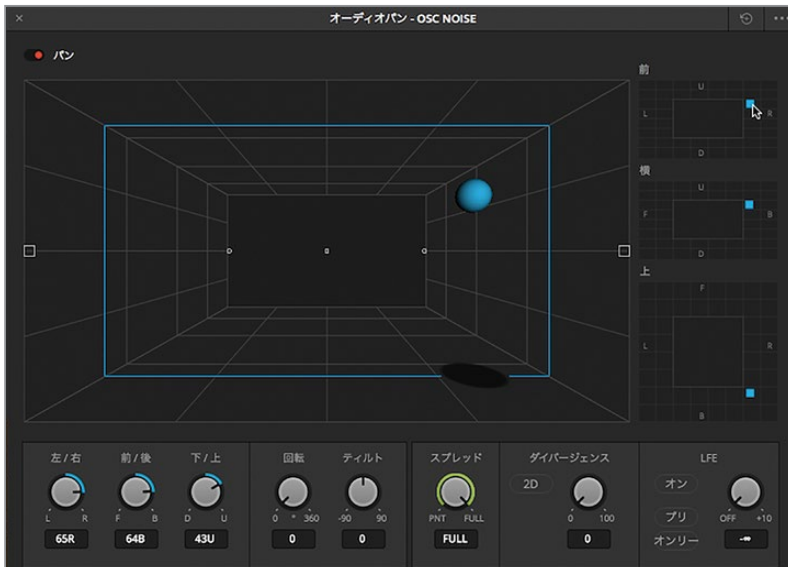 オーディオパン - OSC NOISE
パン
前
U
L R
D
横
U
F B
D
上
F
L R
B
左 / 右 前 / 後 下 / 上 回転 ティルト スプレッド ダイバージェンス LFE
2D オン
L R F B D U 0 ° 360 -90 90 PNT FULL 0 100 プリ OFF +10
65R 64B 43U 0 0 FULL 0 オンリー -∞